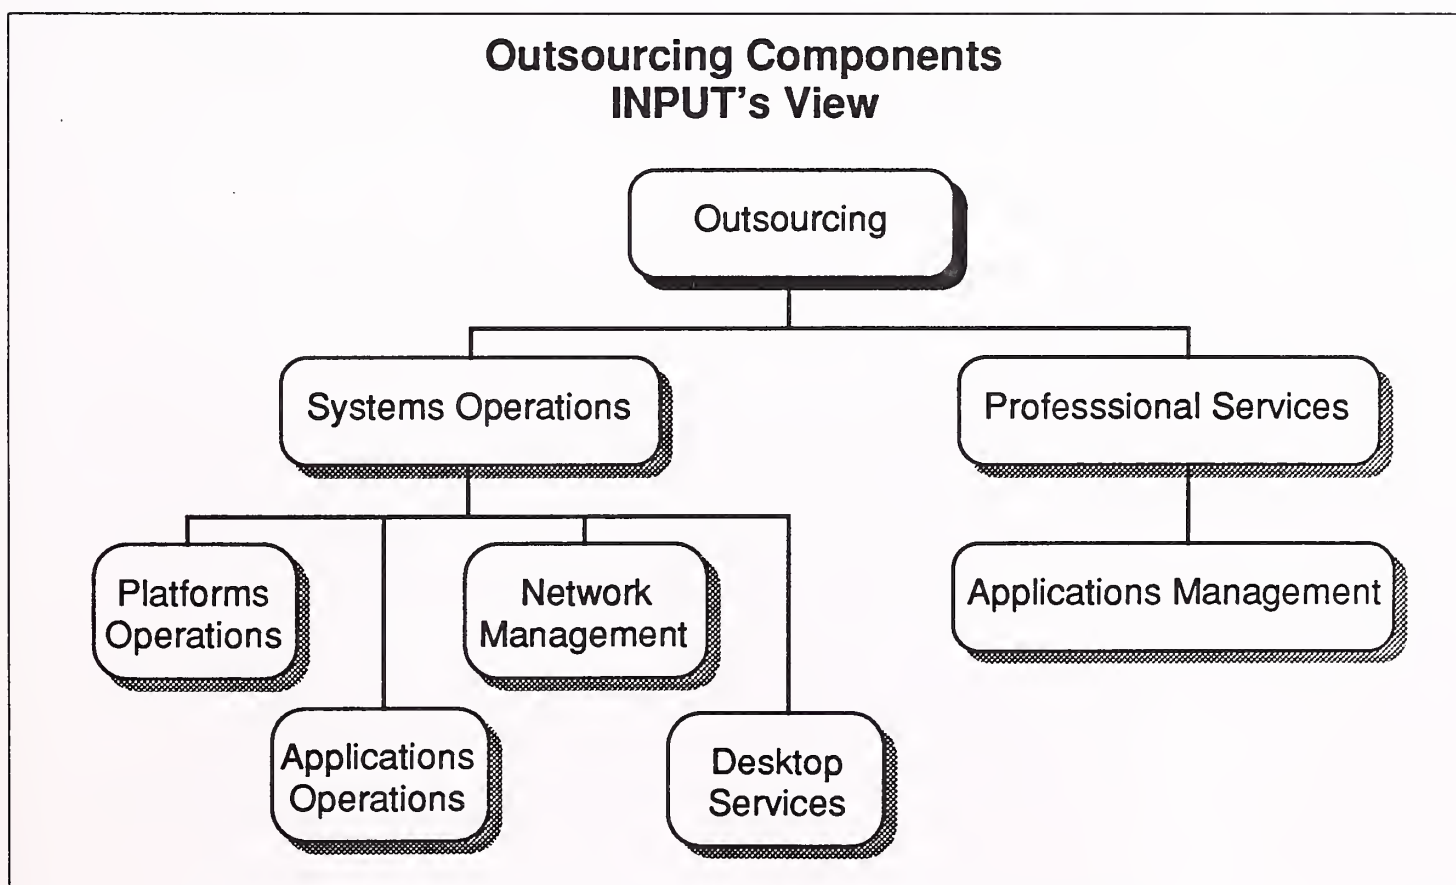 Outsourcing Components
INPUT's View
Outsourcing
Systems Operations
Professsional Services
Platforms
Operations
Network
Management
Applications Management
Applications
Operations
Desktop
Services